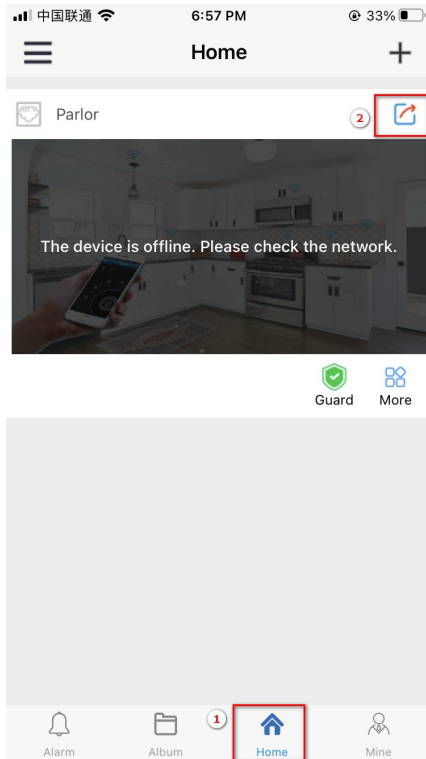 中国联通 6:57 PM 33%
Home
Parlor
2
The device is offline. Please check the network.
Guard More
1
Alarm Album Home Mine